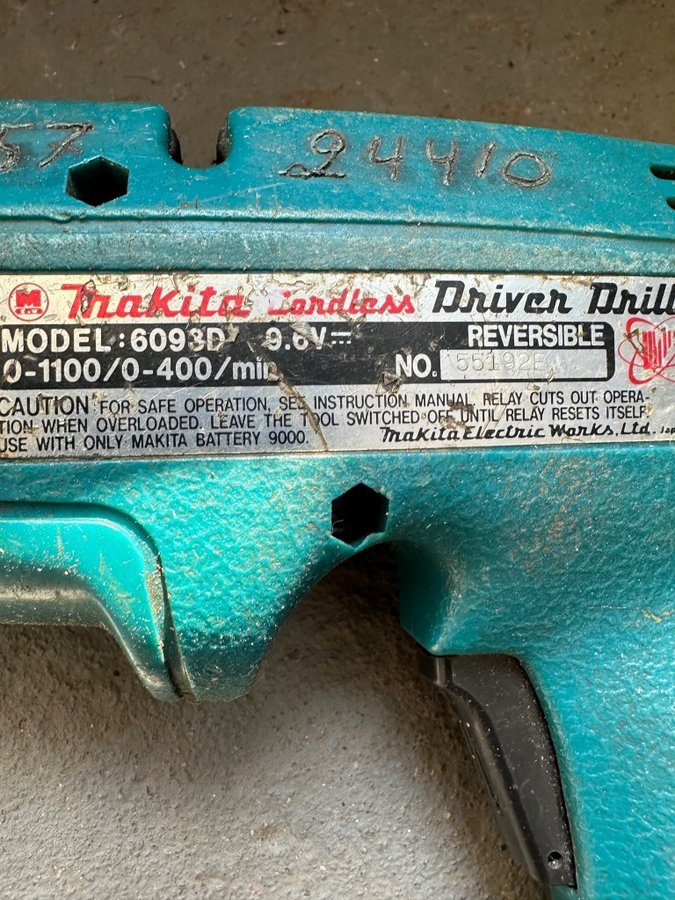 57 24410
M
Makita Cordless Driver Drill
MODEL:6093D 9.6V REVERSIBLE
0-1100/0-400/min NO. 55192E
CAUTION: FOR SAFE OPERATION, SEE INSTRUCTION MANUAL, RELAY CUTS OUT OPERA-
TION WHEN OVERLOADED. LEAVE THE TOOL SWITCHED OFF UNTIL RELAY RESETS ITSELF.
USE WITH ONLY MAKITA BATTERY 9000. Makita Electric Works, Ltd. Jap